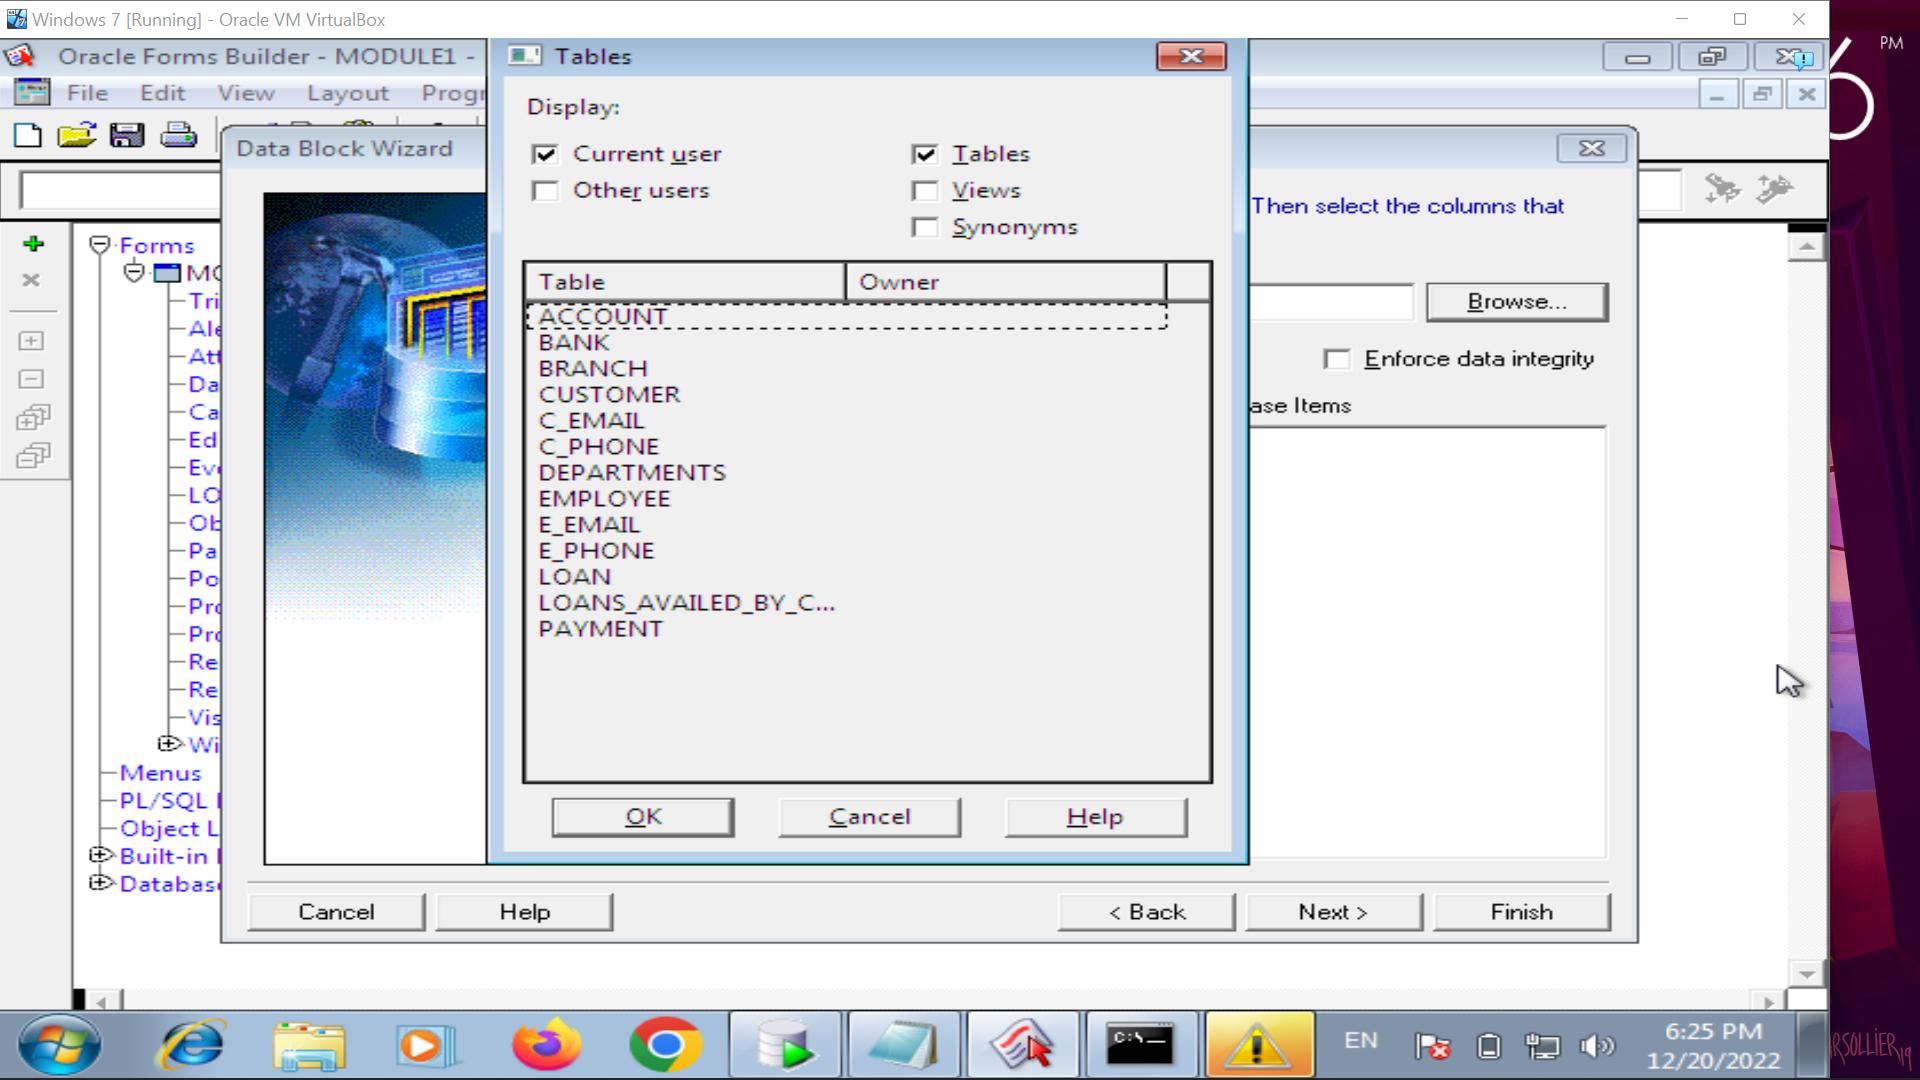 Windows 7 [Running] - Oracle VM VirtualBox
PM
6
Oracle Forms Builder - MODULE1 -
File Edit View Layout Progr
Tables
Display:
Current user
Tables
Other users
Views
Synonyms
Table Owner
ACCOUNT
BANK
BRANCH
CUSTOMER
C_EMAIL
C_PHONE
DEPARTMENTS
EMPLOYEE
E_EMAIL
E_PHONE
LOAN
LOANS_AVAILED_BY_C...
PAYMENT
OK Cancel Help
Data Block Wizard
Then select the columns that
Browse...
Enforce data integrity
ase Items
Cancel Help < Back Next > Finish
Forms
MO
Tri
Ale
Att
Da
Ca
Ed
Eve
LO
Ob
Pa
Po
Pro
Pro
Re
Re
Vis
Wi
Menus
PL/SQL
Object L
Built-in
Databas
C:\.
EN
6:25 PM
12/20/2022